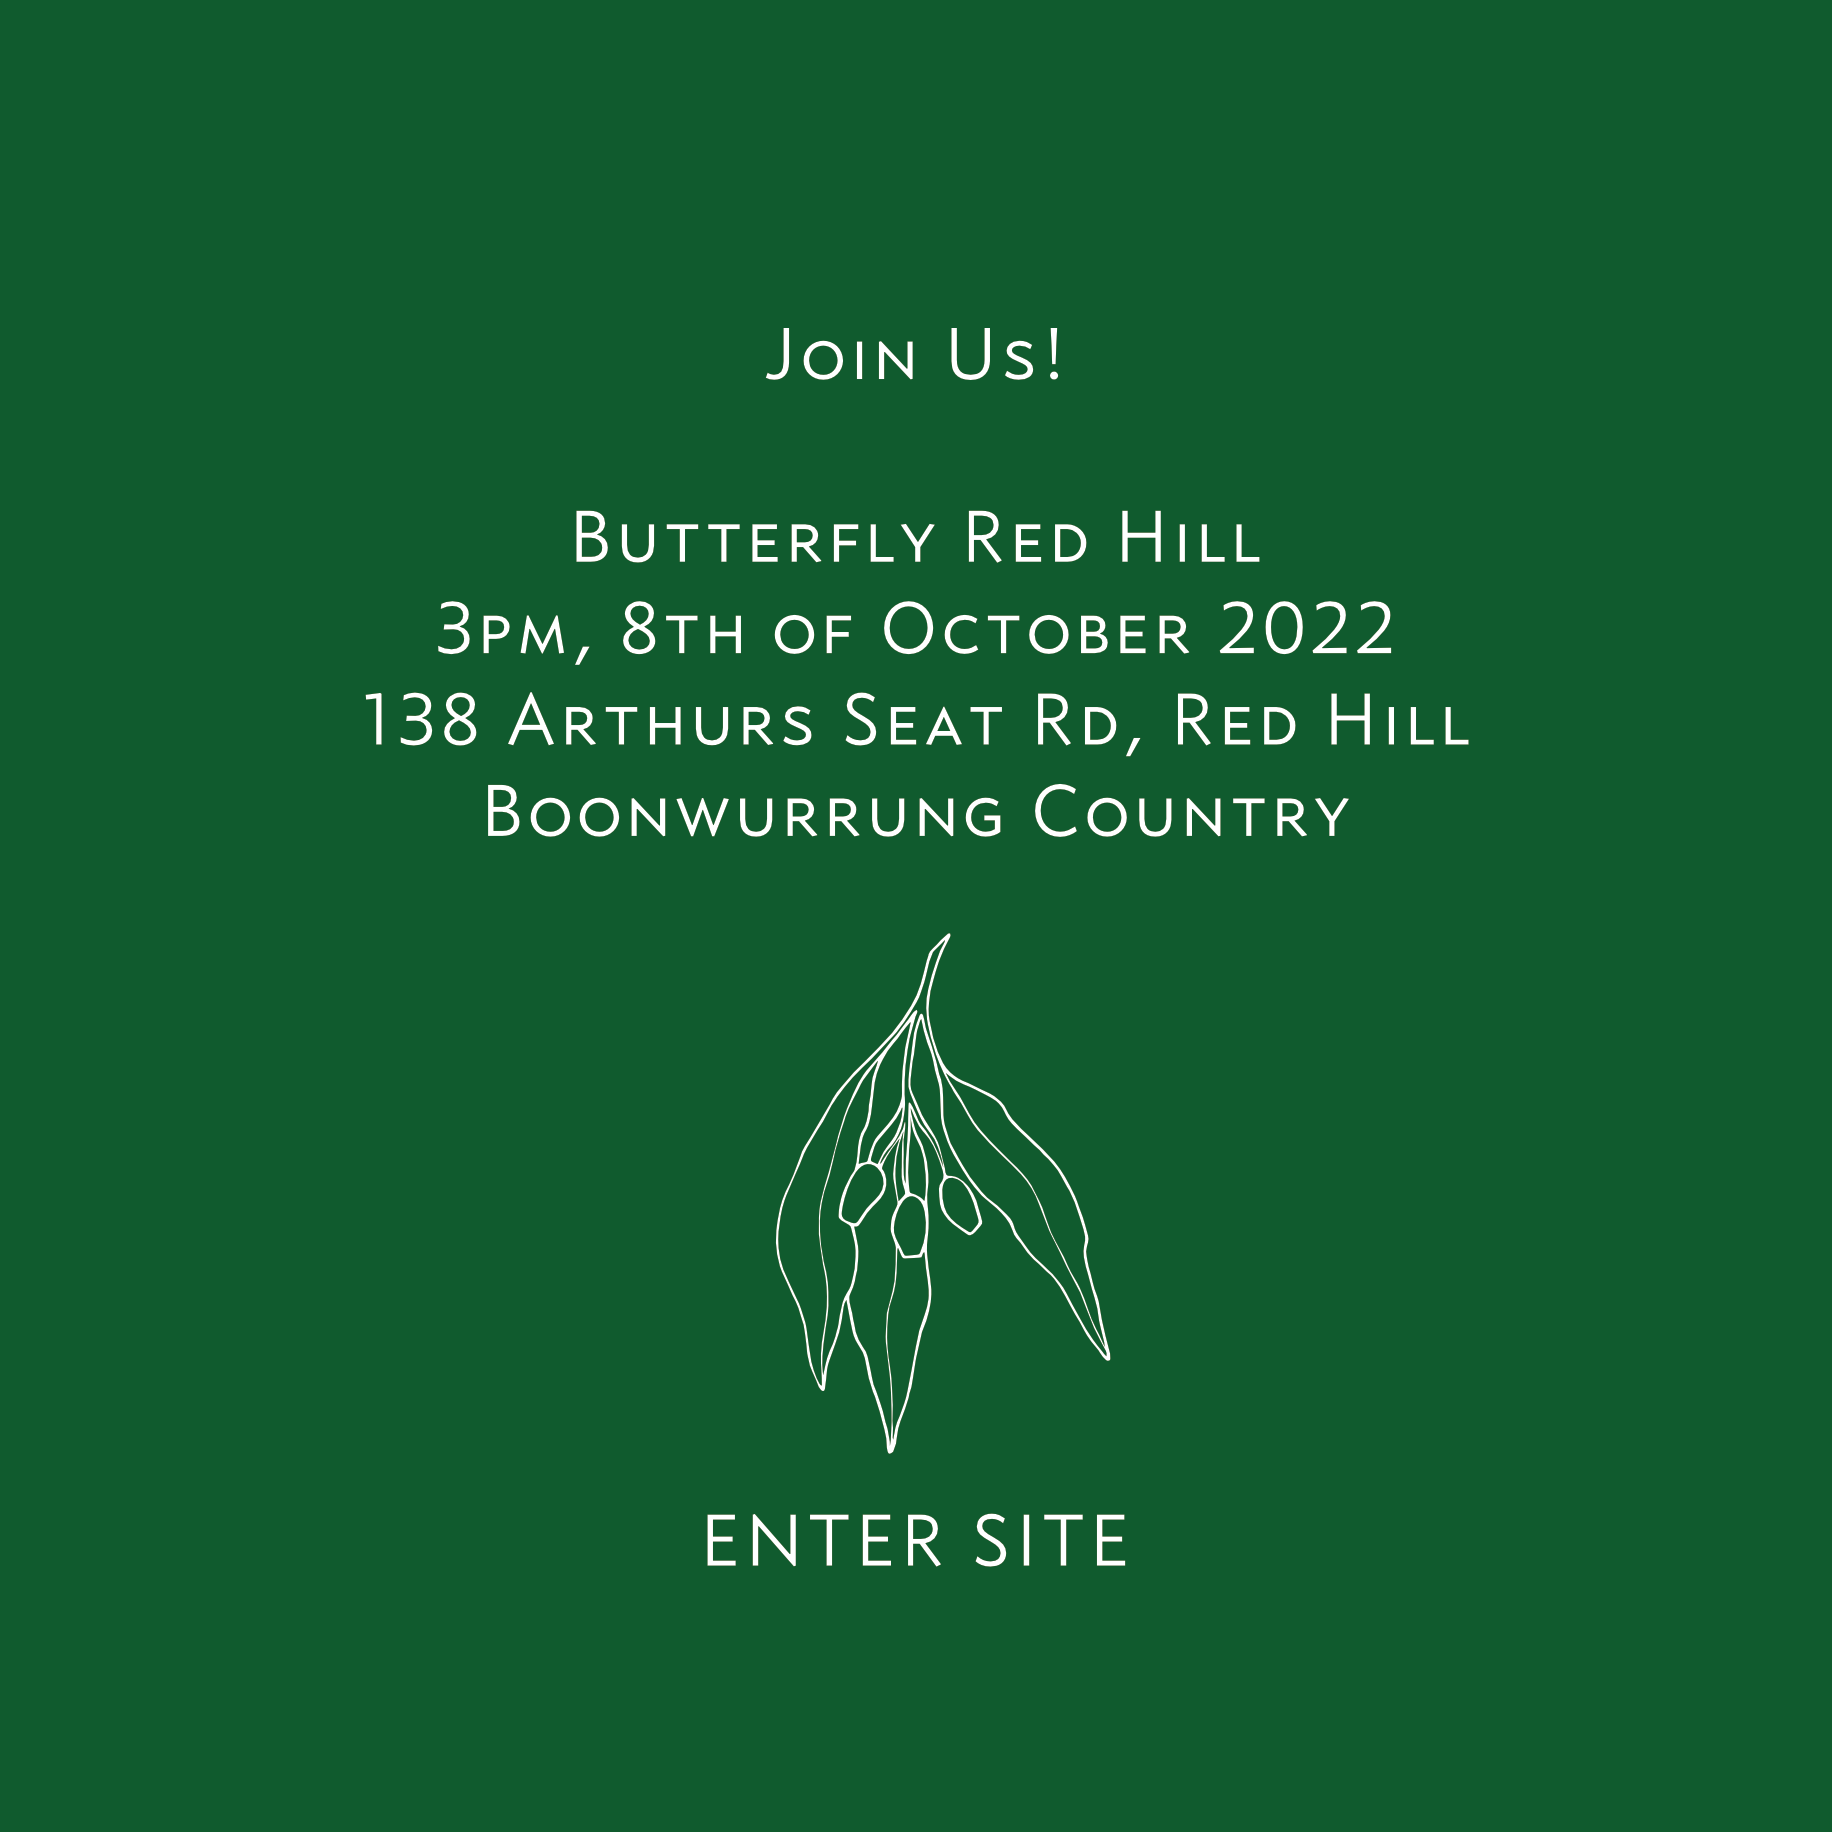 Join Us!
Butterfly Red Hill
3pm, 8th of October 2022
138 Arthurs Seat Rd, Red Hill
Boonwurrung Country
ENTER SITE